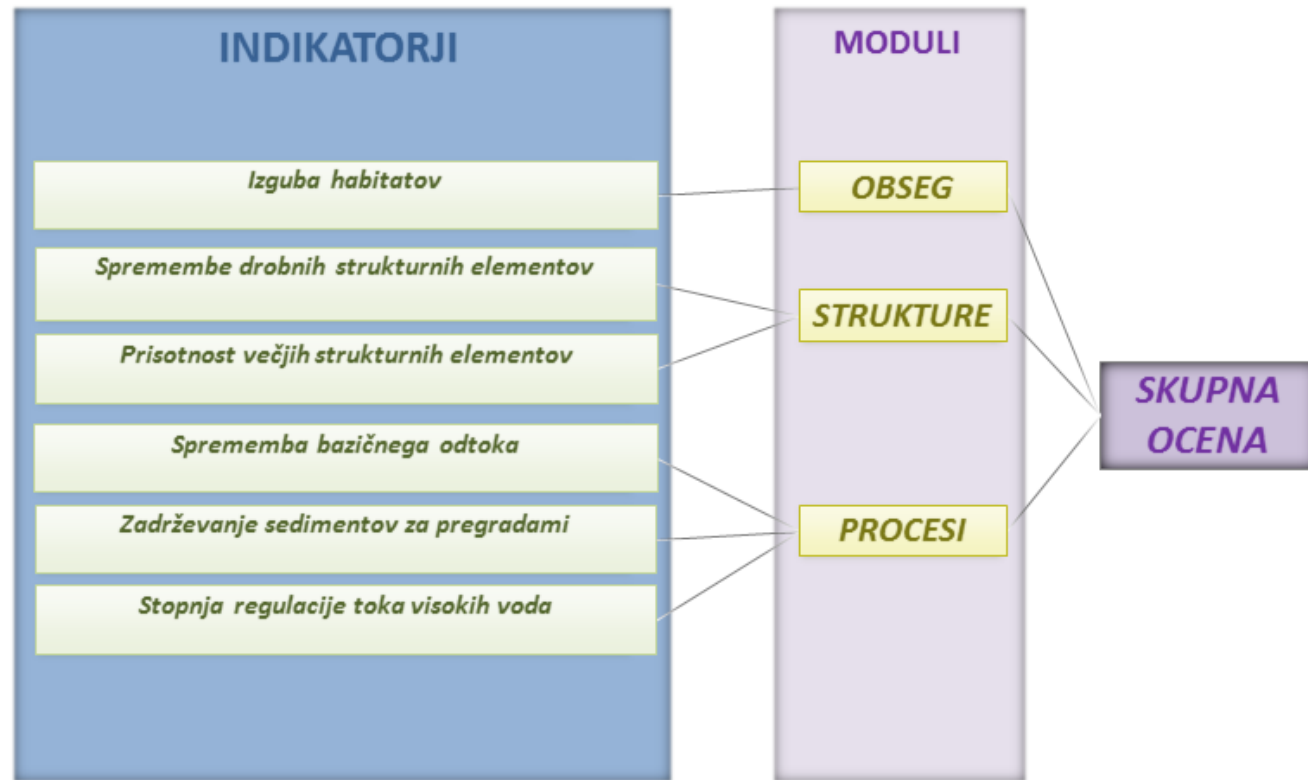 INDIKATORJI
Izguba habitatov
Spremembe drobnih strukturnih elementov
Prisotnost večjih strukturnih elementov
Sprememba bazičnega odtoka
Zadrževanje sedimentov za pregradami
Stopnja regulacije toka visokih voda
MODULI
OBSEG
STRUKTURE
PROCESI
SKUPNA
OCENA